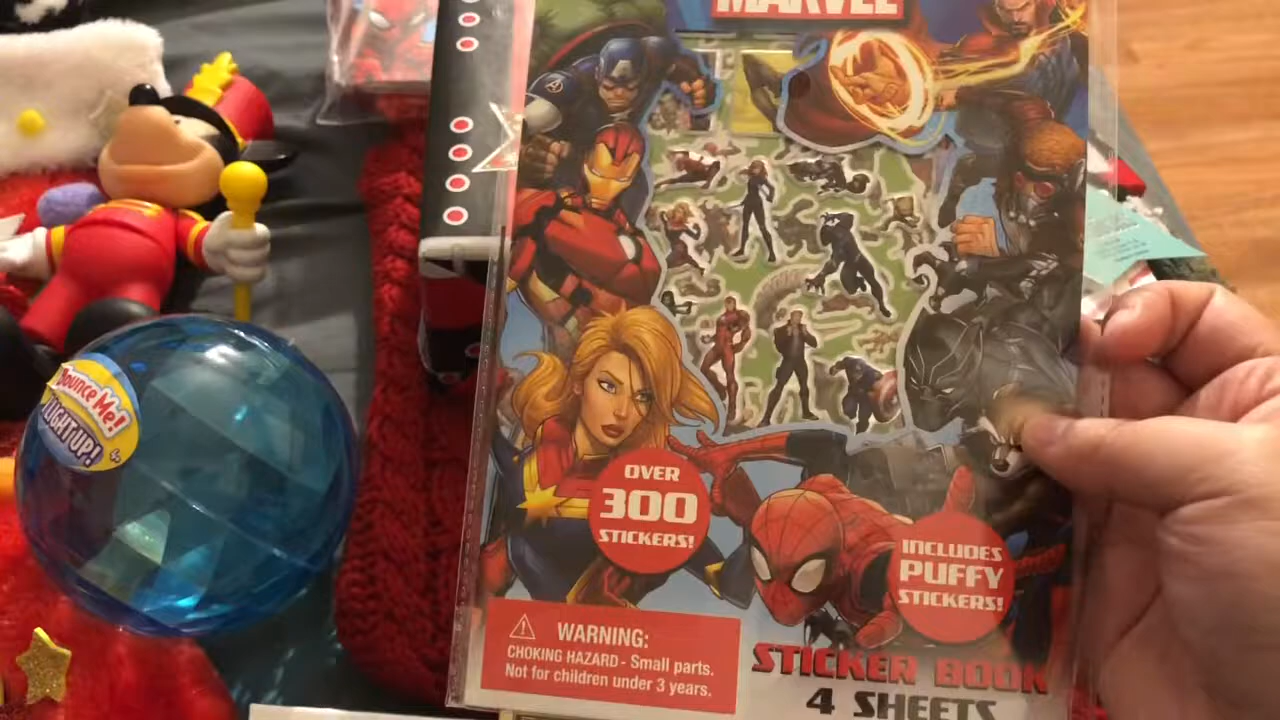 MARVEL
BOUNCE ME!
LIGHT UP!
OVER
300
STICKERS!
INCLUDES
PUFFY
STICKERS!
WARNING:
CHOKING HAZARD - Small parts.
Not for children under 3 years.
STICKER BOOK
4 SHEETS